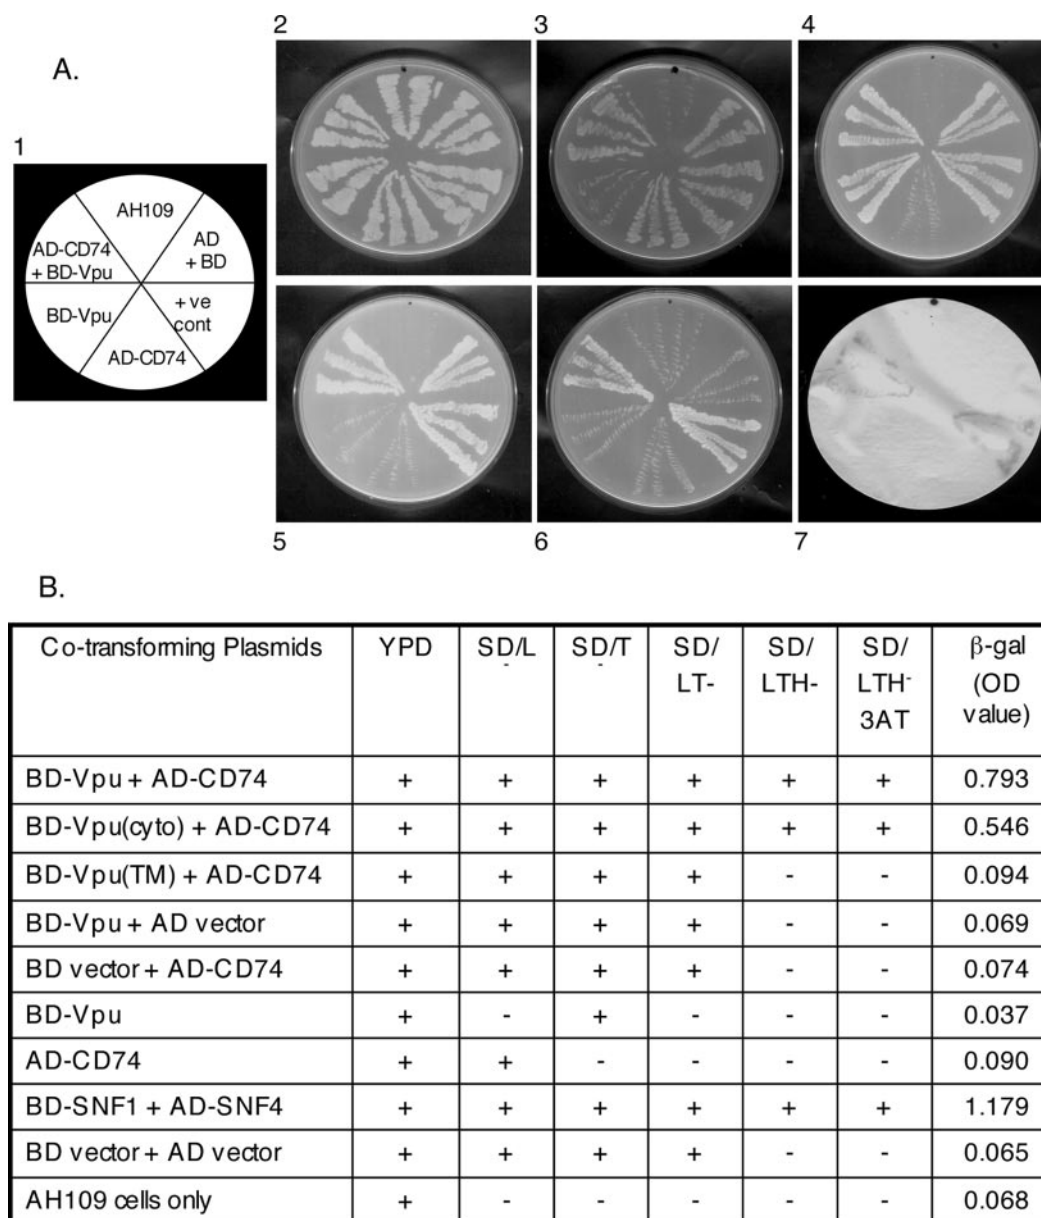 A.
1
2
3
4
AH109
AD-CD74
+ BD-Vpu
AD
+ BD
BD-Vpu
+ ve
cont
AD-CD74
5
6
7
B.
Co-transforming Plasmids YPD SD/L - SD/T - SD/ LT- SD/ LTH- SD/ LTH- 3AT β-gal (OD value)
BD-Vpu + AD-CD74 + + + + + + 0.793
BD-Vpu(cyto) + AD-CD74 + + + + + + 0.546
BD-Vpu(TM) + AD-CD74 + + + + - - 0.094
BD-Vpu + AD vector + + + + - - 0.069
BD vector + AD-CD74 + + + + - - 0.074
BD-Vpu + - + - - - 0.037
AD-CD74 + + - - - - 0.090
BD-SNF1 + AD-SNF4 + + + + + + 1.179
BD vector + AD vector + + + + - - 0.065
AH109 cells only + - - - - - 0.068